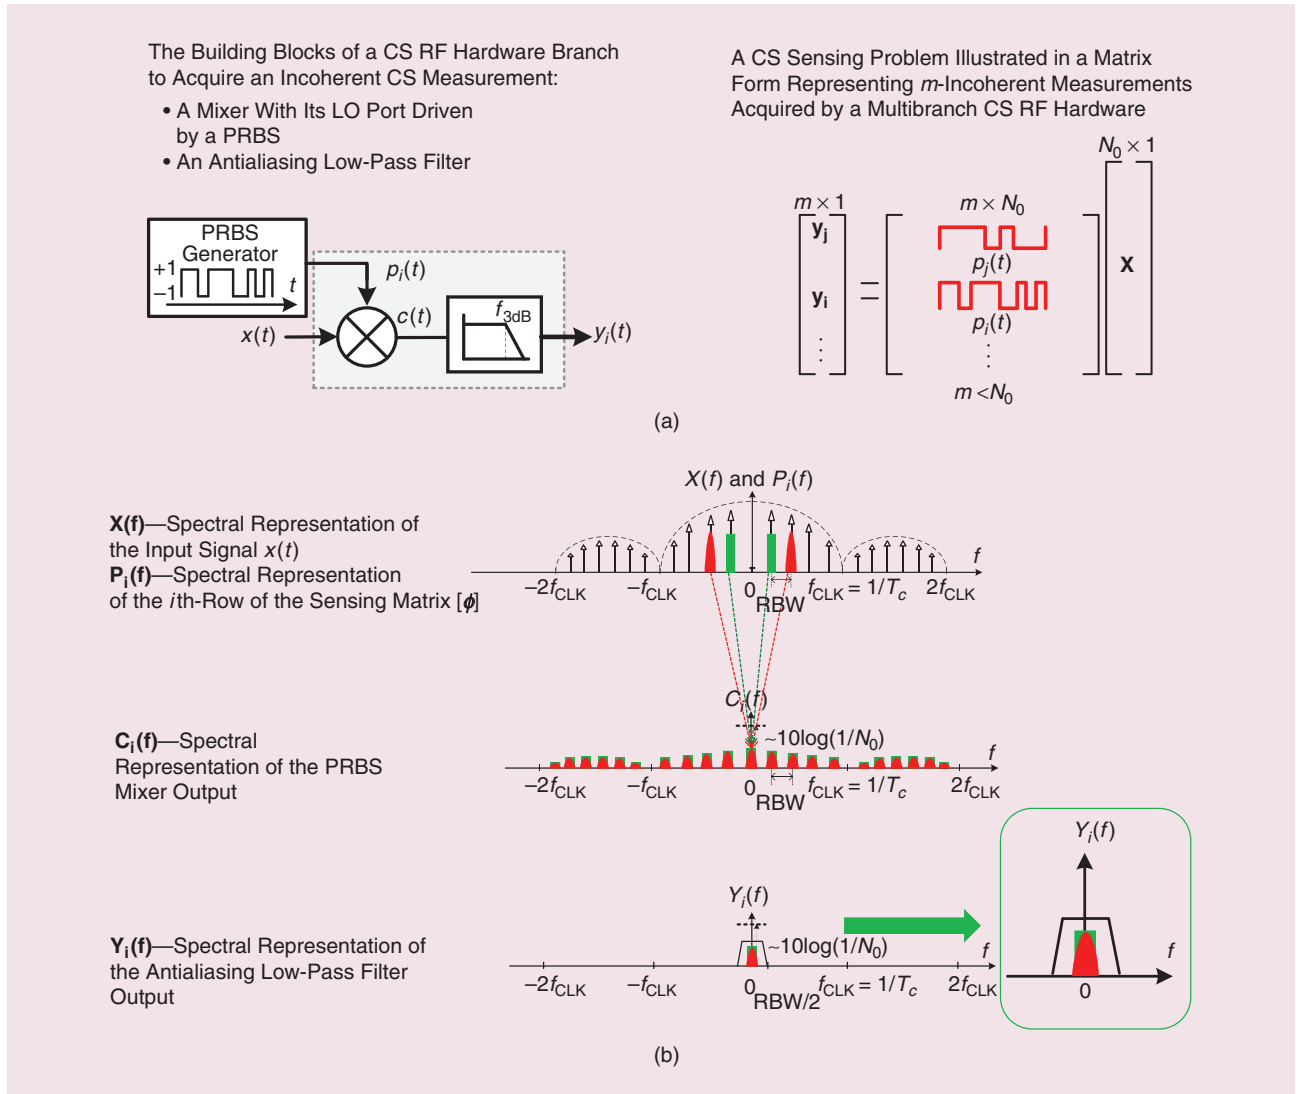 The Building Blocks of a CS RF Hardware Branch
to Acquire an Incoherent CS Measurement:
• A Mixer With Its LO Port Driven
by a PRBS
• An Antialiasing Low-Pass Filter
PRBS
Generator
+1
–1
t
p_i(t)
x(t)
c(t)
f_3dB
y_i(t)
A CS Sensing Problem Illustrated in a Matrix
Form Representing m-Incoherent Measurements
Acquired by a Multibranch CS RF Hardware
N_0 × 1
m × 1
m × N_0
y_j
p_j(t)
X
y_i
=
p_i(t)
⋮
⋮
m < N_0
(a)
X(f) and P_i(f)
X(f)—Spectral Representation of
the Input Signal x(t)
P_i(f)—Spectral Representation
of the ith-Row of the Sensing Matrix [ϕ]
f
–2f_CLK
–f_CLK
0
RBW
f_CLK = 1/T_c
2f_CLK
C_i(f)
C_i(f)—Spectral
Representation of the PRBS
Mixer Output
~10log(1/N_0)
f
–2f_CLK
–f_CLK
0
RBW
f_CLK = 1/T_c
2f_CLK
Y_i(f)
Y_i(f)—Spectral Representation of
the Antialiasing Low-Pass Filter
Output
~10log(1/N_0)
f
–2f_CLK
–f_CLK
0
RBW/2
f_CLK = 1/T_c
2f_CLK
Y_i(f)
f
0
(b)